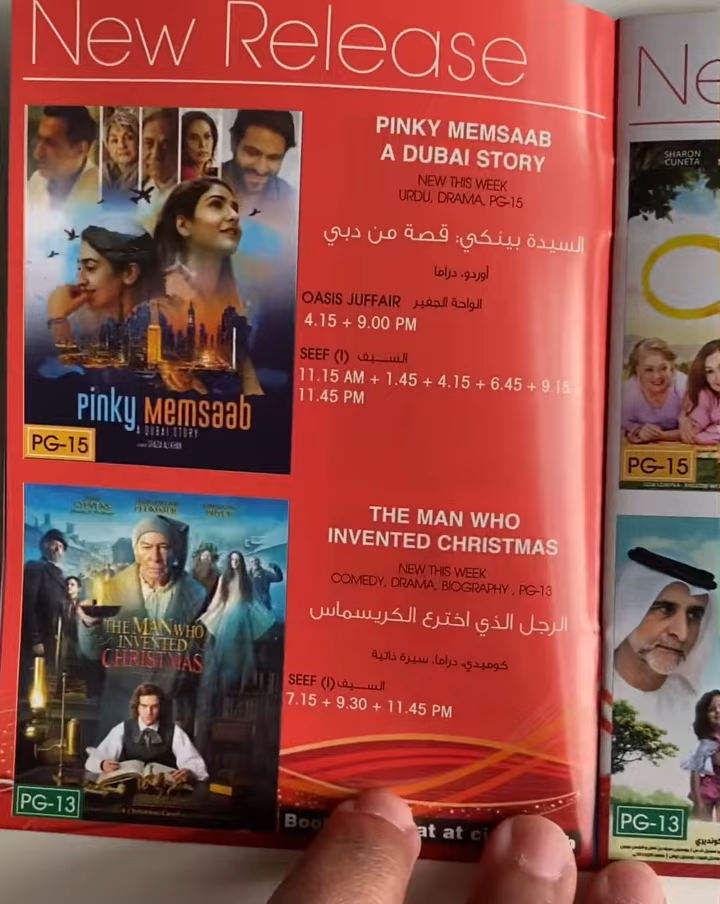 New Release
PINKY MEMSAAB
A DUBAI STORY
NEW THIS WEEK
URDU, DRAMA, PG-15
السيدة بينكي: قصة من دبي
أوردو، دراما
OASIS JUFFAIR الواحة الجفير
4.15 + 9.00 PM
SEEF (I) السيف
11.15 AM + 1.45 + 4.15 + 6.45 + 9.15
11.45 PM
pinky MEMSAAB
A DUBAI STORY
PG-15
THE MAN WHO
INVENTED CHRISTMAS
NEW THIS WEEK
COMEDY, DRAMA, BIOGRAPHY , PG-13
الرجل الذي اخترع الكريسماس
كوميدي، دراما، سيرة ذاتية
SEEF (I) السيف
7.15 + 9.30 + 11.45 PM
THE MAN WHO
INVENTED
CHRISTMAS
PG-13
at at
Ne
SHARON
CUNETA
PG-15
PG-13